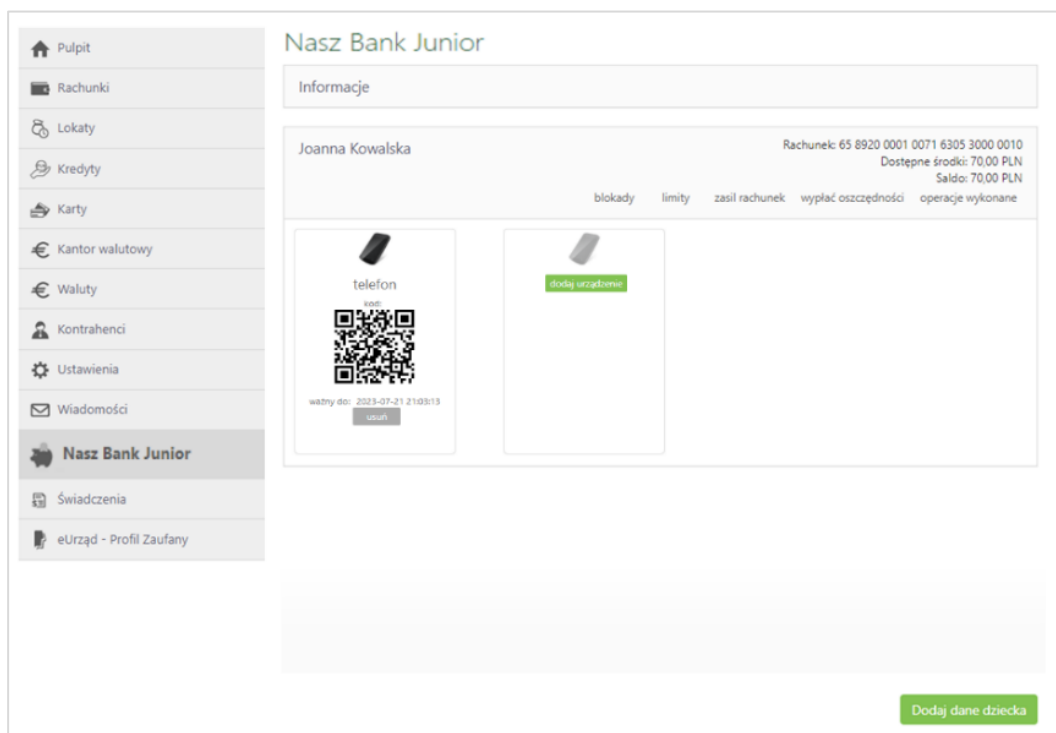 Pulpit
Rachunki
Lokaty
Kredyty
Karty
Kantor walutowy
Waluty
Kontrahenci
Ustawienia
Wiadomości
Nasz Bank Junior
Świadczenia
eUrząd - Profil Zaufany
Nasz Bank Junior
Informacje
Joanna Kowalska
Rachunek: 65 8920 0001 0071 6305 3000 0010
Dostępne środki: 70,00 PLN
Saldo: 70,00 PLN
blokady limity zasil rachunek wypłać oszczędności operacje wykonane
telefon
kod:
ważny do: 2023-07-21 21:03:13
usuń
dodaj urządzenie
Dodaj dane dziecka